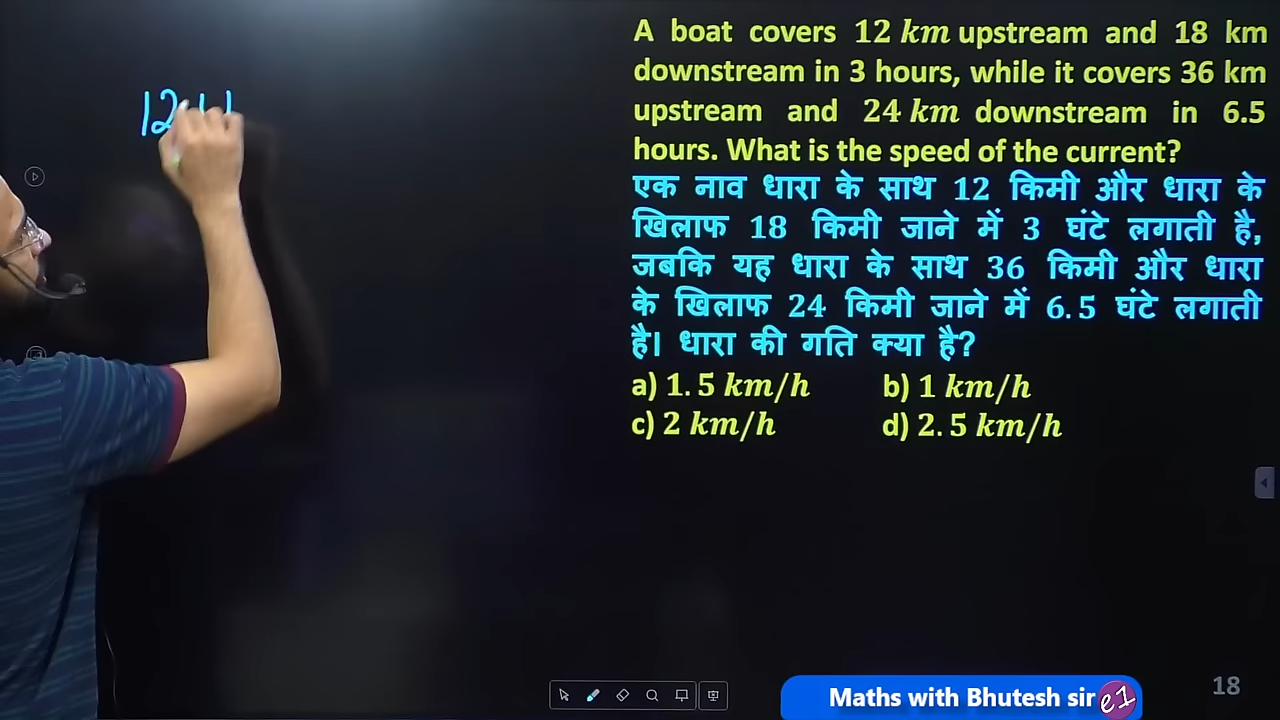 A boat covers 12 km upstream and 18 km
downstream in 3 hours, while it covers 36 km
upstream and 24 km downstream in 6.5
hours. What is the speed of the current?
एक नाव धारा के साथ 12 किमी और धारा के
खिलाफ 18 किमी जाने में 3 घंटे लगाती है,
जबकि यह धारा के साथ 36 किमी और धारा
के खिलाफ 24 किमी जाने में 6.5 घंटे लगाती
है। धारा की गति क्या है?
a) 1.5 km/h b) 1 km/h
c) 2 km/h d) 2.5 km/h
12
Maths with Bhutesh sir e1
18